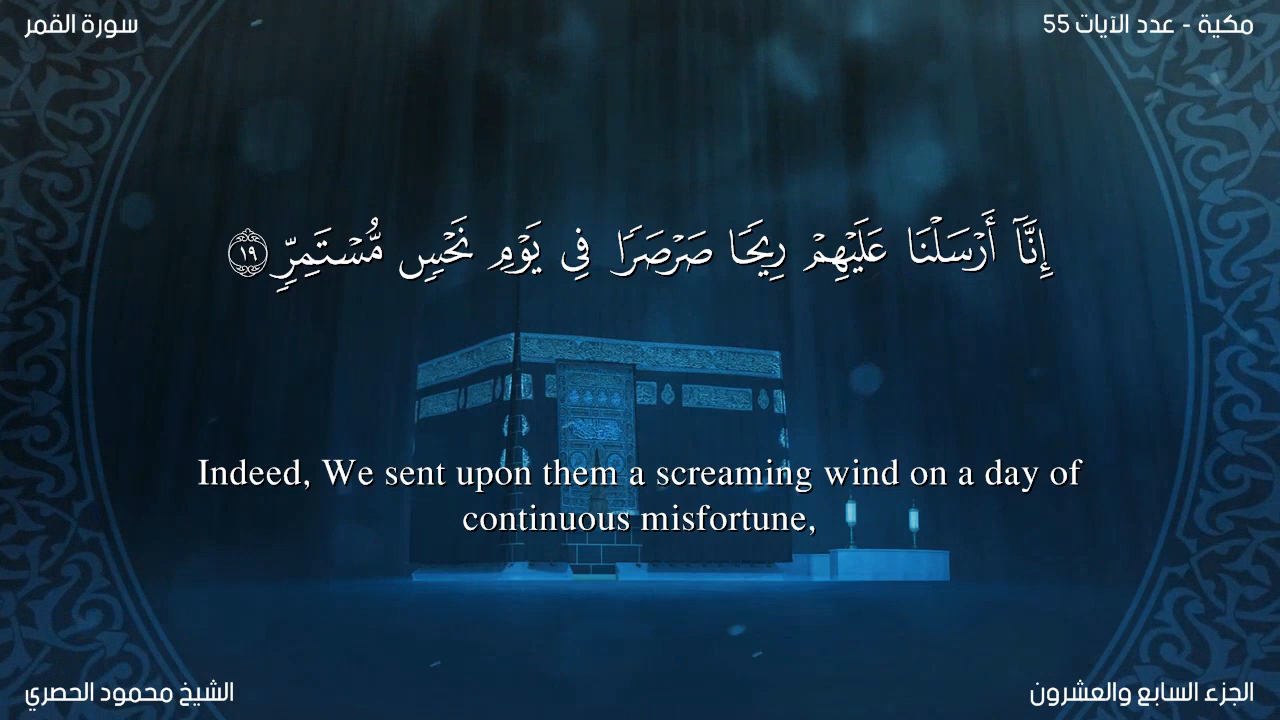 مكية - عدد الآيات 55
سورة القمر
إِنَّآ أَرْسَلْنَا عَلَيْهِمْ رِيحًا صَرْصَرًا فِى يَوْمِ نَحْسٍ مُّسْتَمِرٍّ ١٩
Indeed, We sent upon them a screaming wind on a day of
continuous misfortune,
الجزء السابع والعشرون
الشيخ محمود الحصري